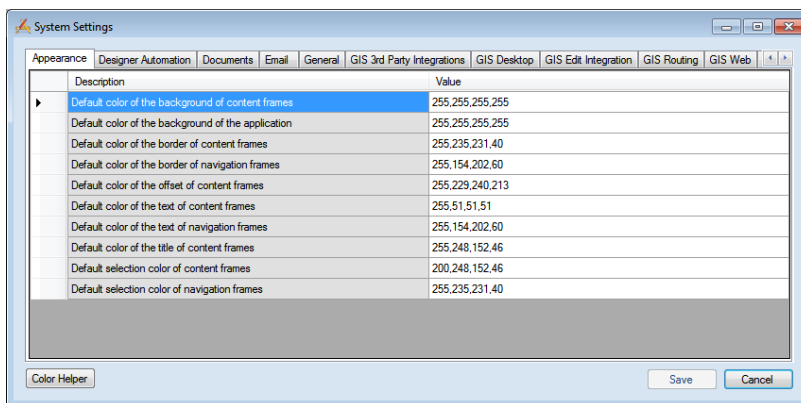 System Settings
Appearance Designer Automation Documents Email General GIS 3rd Party Integrations GIS Desktop GIS Edit Integration GIS Routing GIS Web
Description Value
Default color of the background of content frames 255,255,255,255
Default color of the background of the application 255,255,255,255
Default color of the border of content frames 255,235,231,40
Default color of the border of navigation frames 255,154,202,60
Default color of the offset of content frames 255,229,240,213
Default color of the text of content frames 255,51,51,51
Default color of the text of navigation frames 255,154,202,60
Default color of the title of content frames 255,248,152,46
Default selection color of content frames 200,248,152,46
Default selection color of navigation frames 255,235,231,40
Color Helper Save Cancel